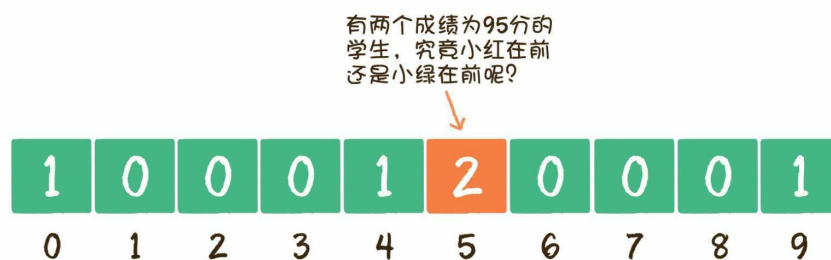 有两个成绩为95分的
学生，究竟小红在前
还是小绿在前呢？
1 0 0 0 1 2 0 0 0 1
0 1 2 3 4 5 6 7 8 9